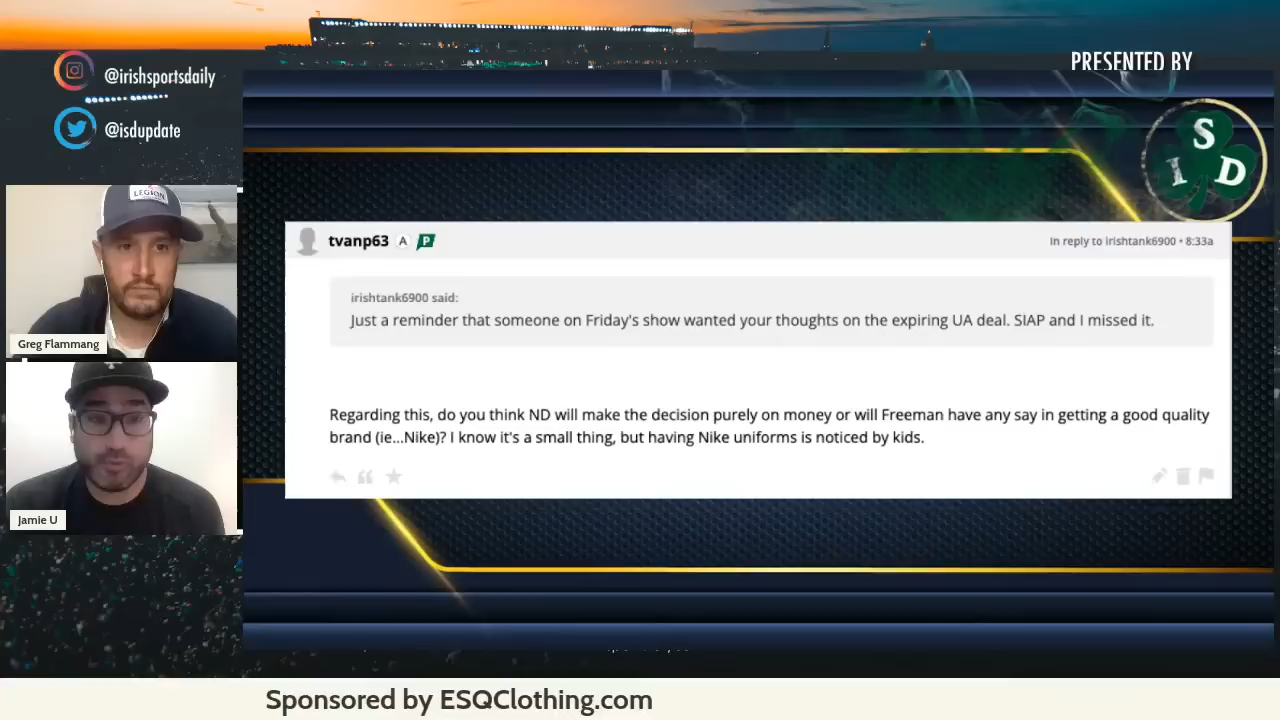 @irishsportsdaily
@isdupdate
PRESENTED BY
S
I D
LEGION
Greg Flammang
Jamie U
tvanp63 A P
In reply to irishtank6900 • 8:33a
irishtank6900 said:
Just a reminder that someone on Friday's show wanted your thoughts on the expiring UA deal. SIAP and I missed it.
Regarding this, do you think ND will make the decision purely on money or will Freeman have any say in getting a good quality
brand (ie...Nike)? I know it's a small thing, but having Nike uniforms is noticed by kids.
Sponsored by ESQClothing.com